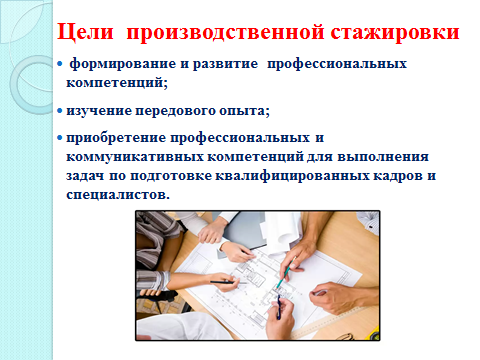 Цели производственной стажировки
• формирование и развитие профессиональных
компетенций;
• изучение передового опыта;
• приобретение профессиональных и
коммуникативных компетенций для выполнения
задач по подготовке квалифицированных кадров и
специалистов.